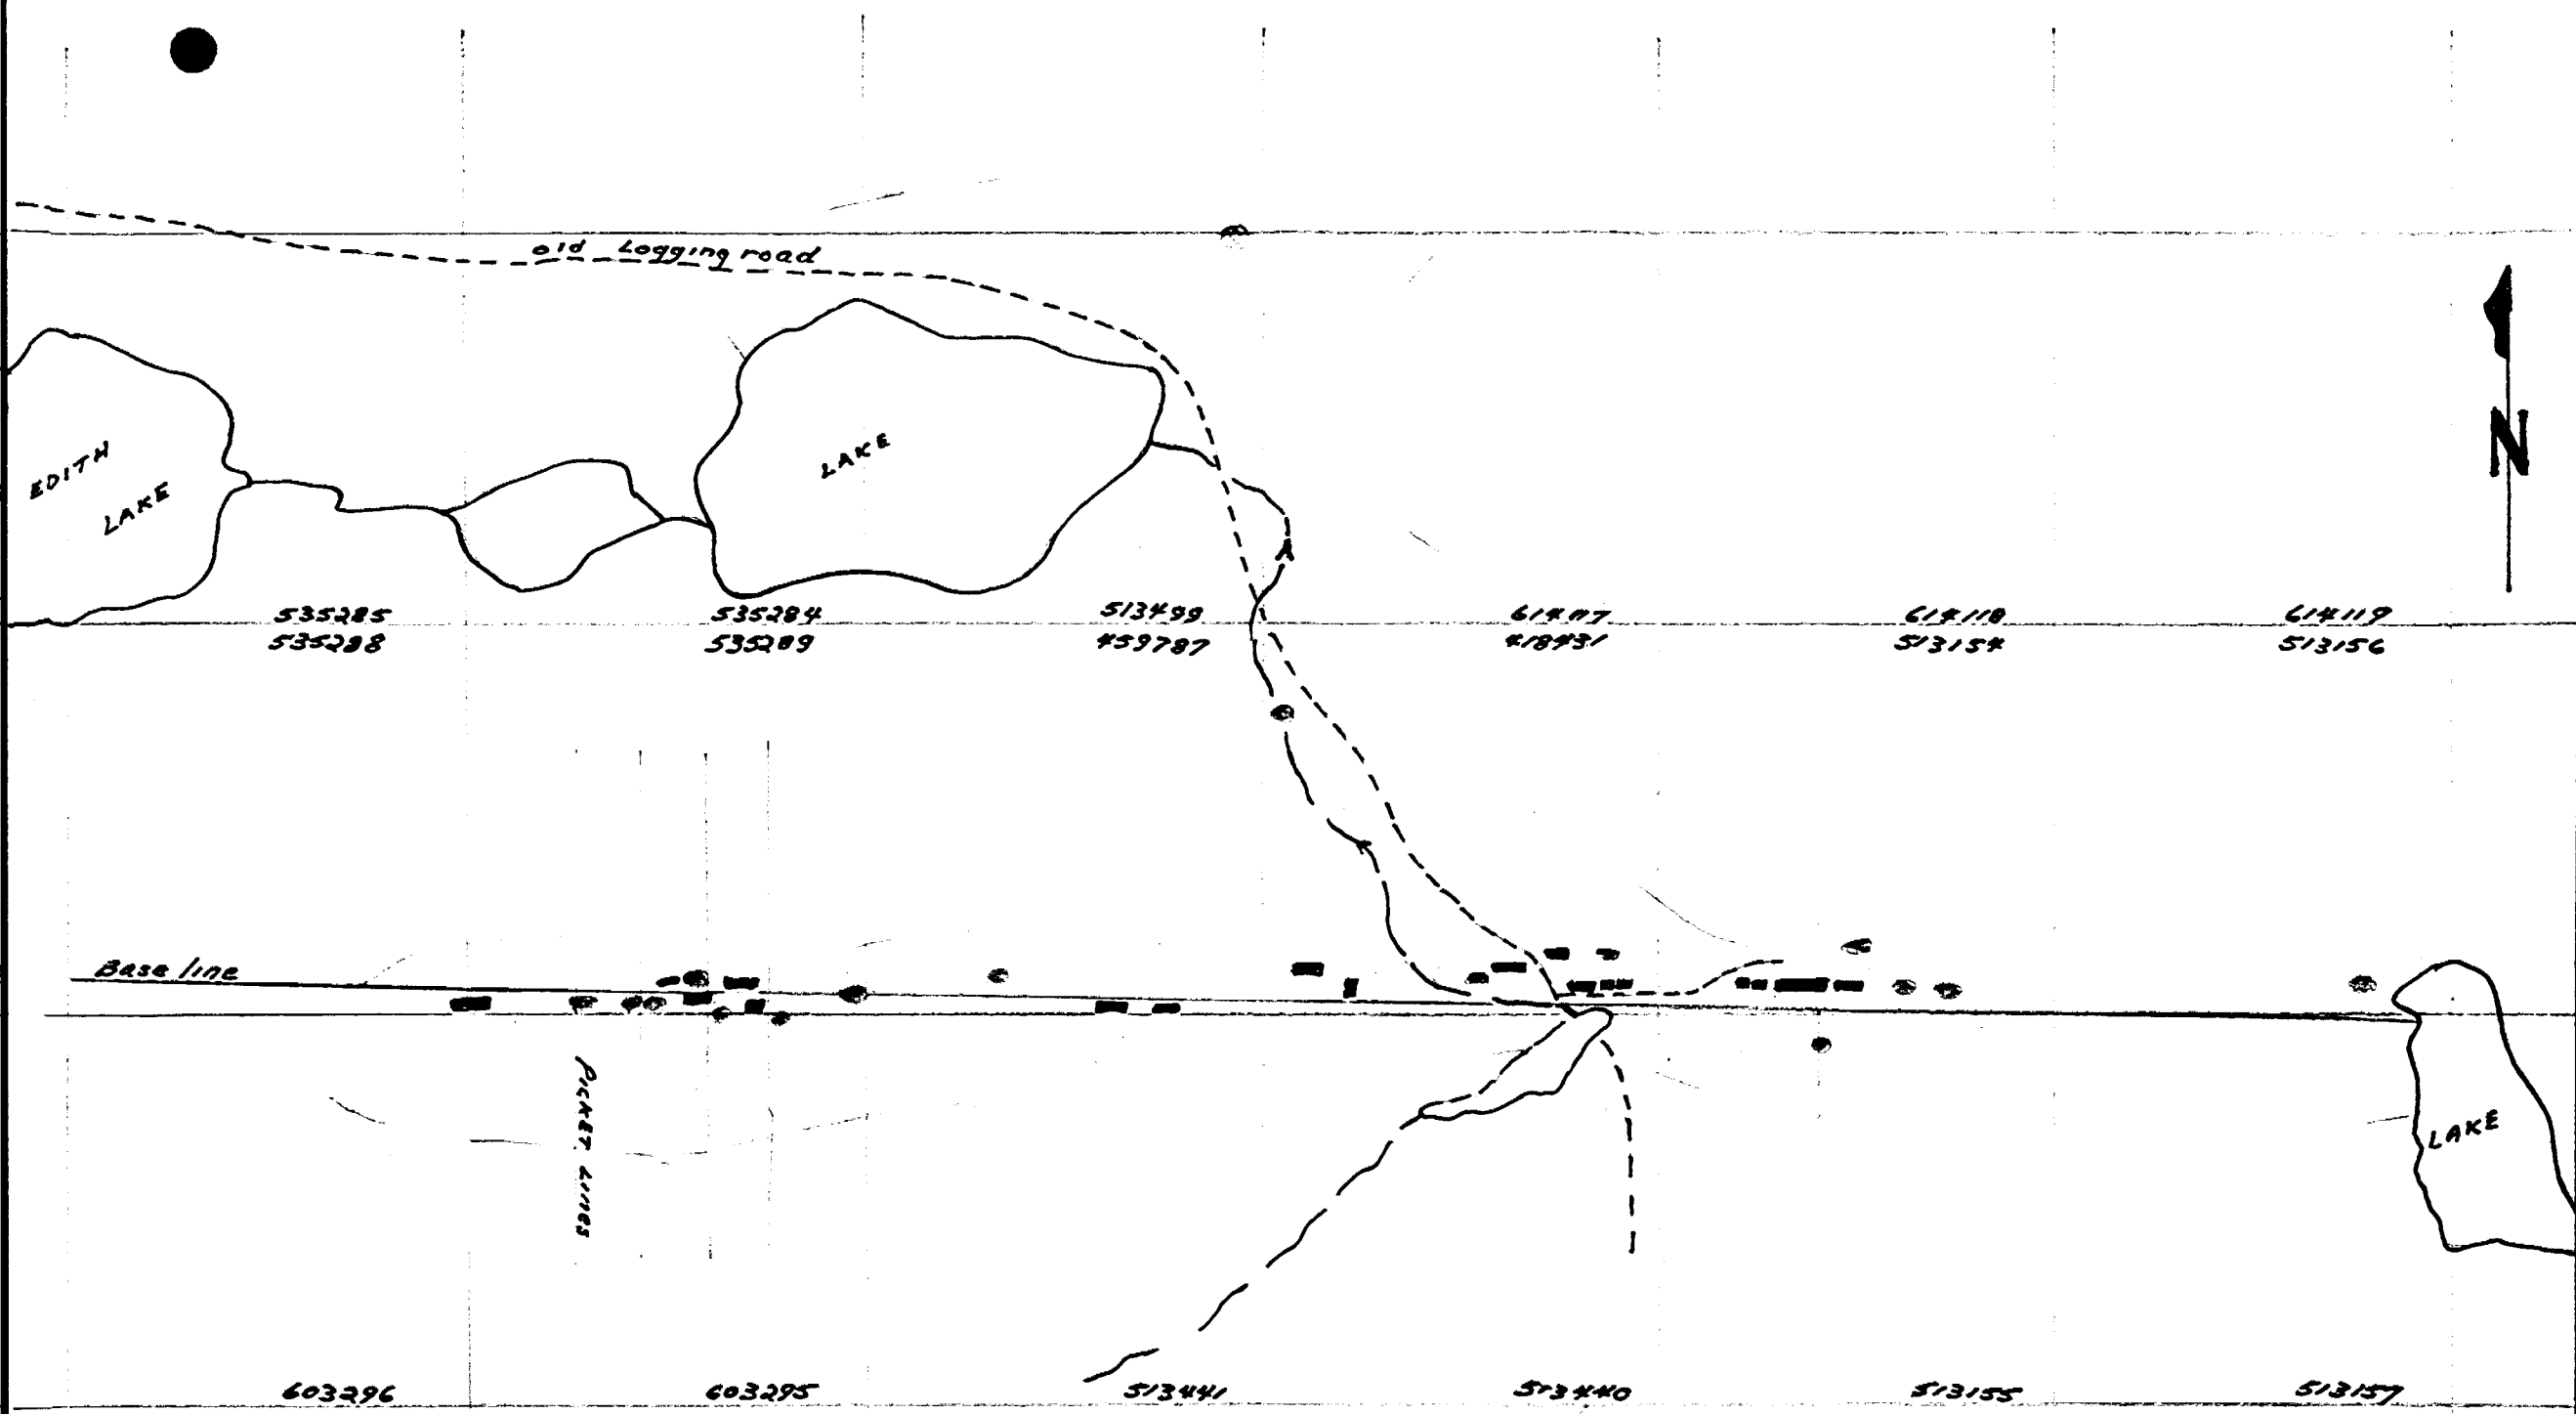 old Logging road
N
EDITH
LAKE
LAKE
535285 535284 513499 614117 614118 614119
535288 535289 459787 418431 513154 513156
Base line
PICKET LINES
LAKE
603296 603295 513441 513440 513155 513157